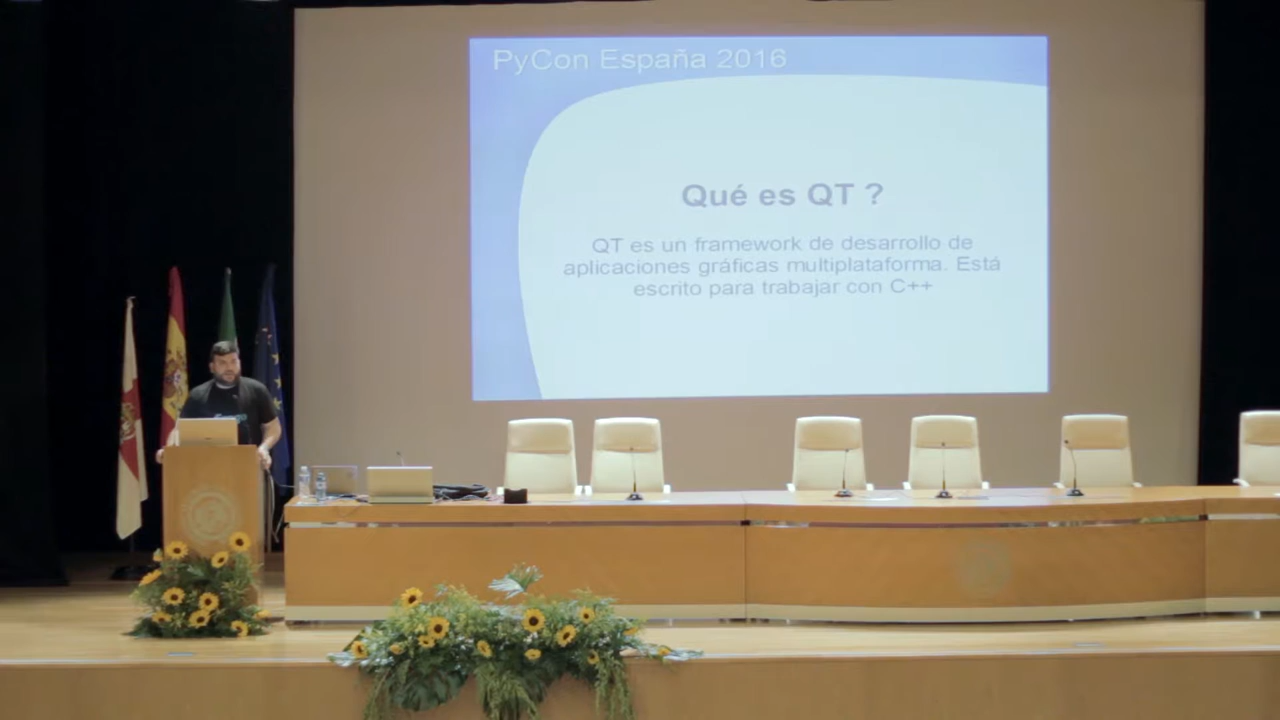 PyCon España 2016
Qué es QT ?
QT es un framework de desarrollo de
aplicaciones gráficas multiplataforma. Está
escrito para trabajar con C++